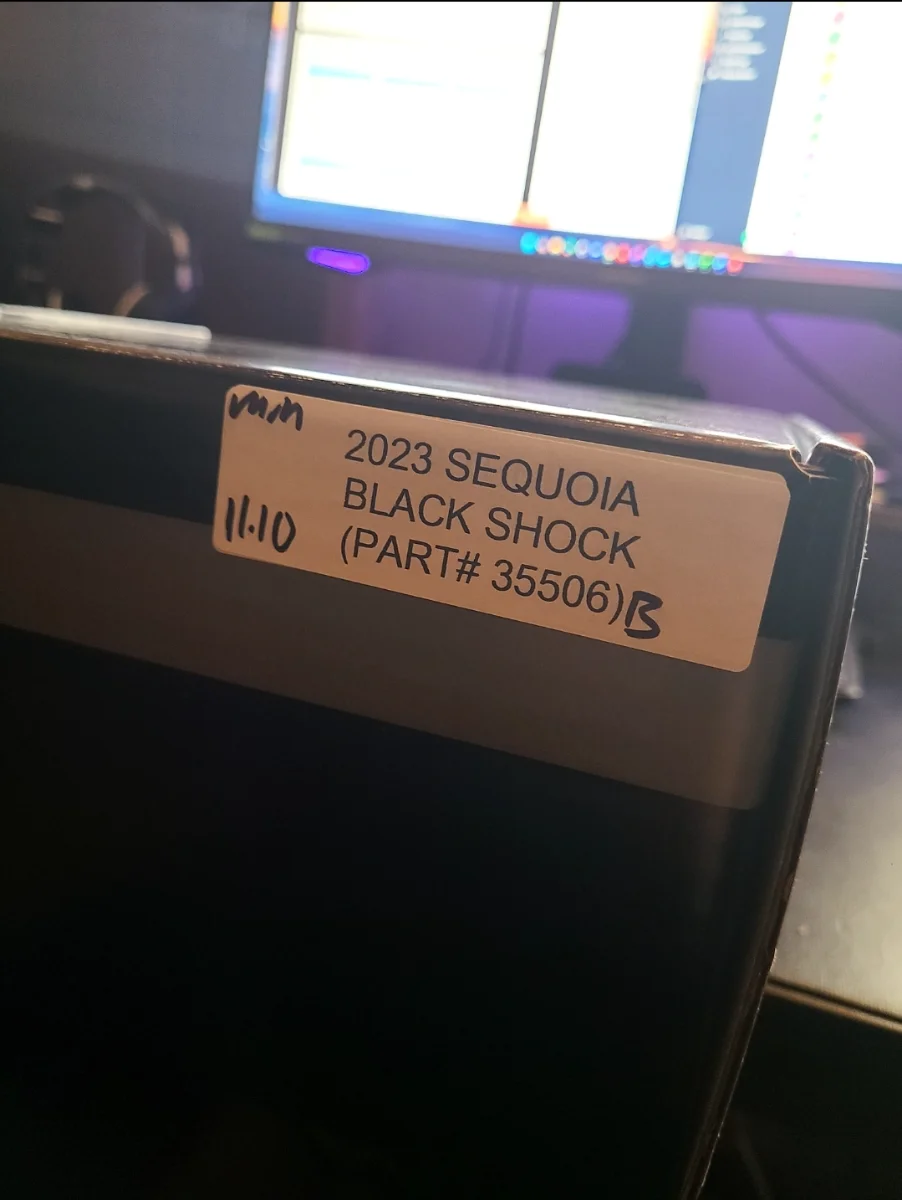 2023 SEQUOIA
BLACK SHOCK
(PART# 35506)B
11.10